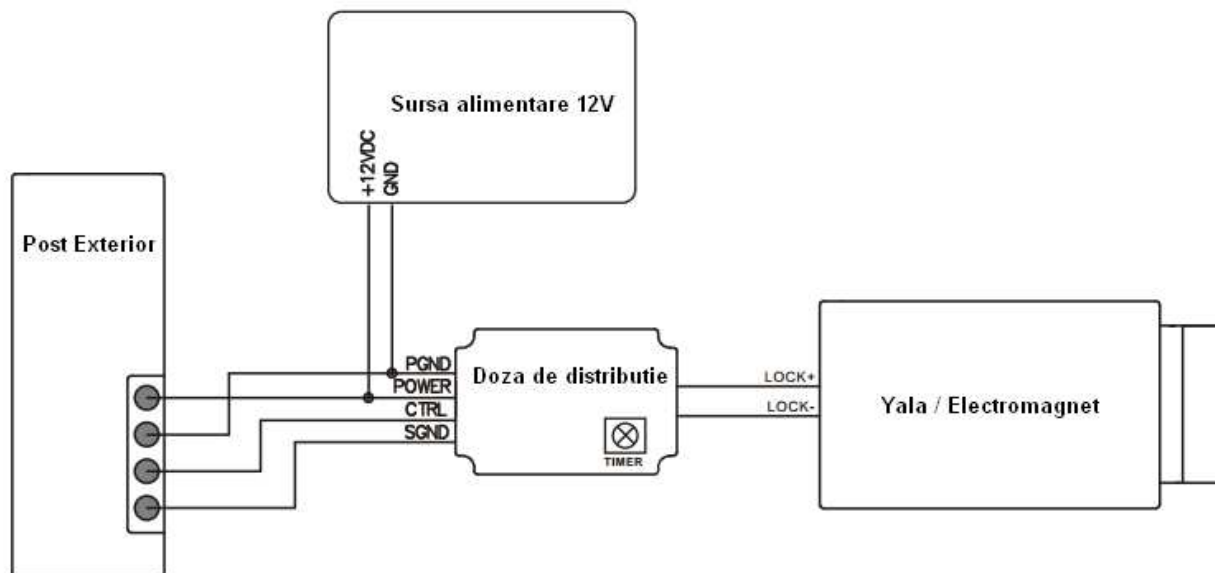 Sursa alimentare 12V
+12VDC
GND
Post Exterior
PGND
POWER
CTRL
SGND
Doza de distributie
TIMER
LOCK+
LOCK-
Yala / Electromagnet